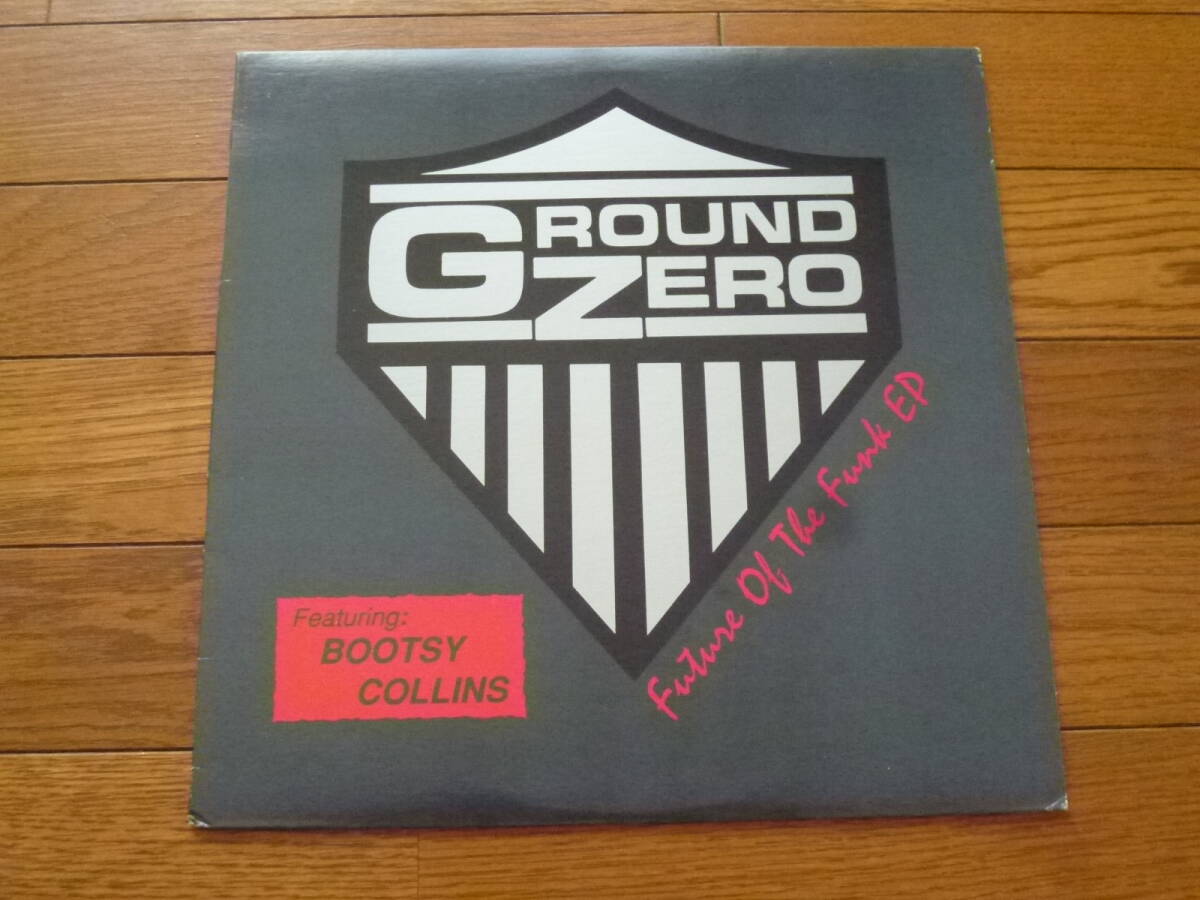 GROUND
ZERO
Future Of The Funk EP
Featuring:
BOOTSY
COLLINS